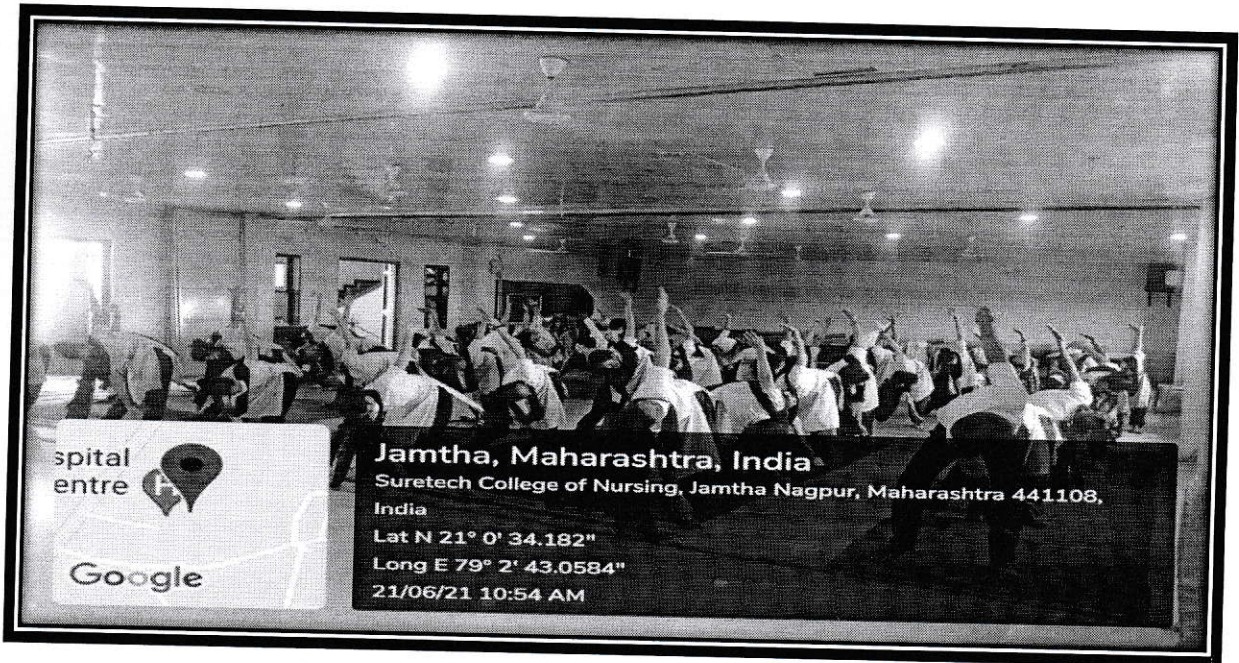 spital
entre
H
Google
Jamtha, Maharashtra, India
Suretech College of Nursing, Jamtha Nagpur, Maharashtra 441108,
India
Lat N 21° 0' 34.182"
Long E 79° 2' 43.0584"
21/06/21 10:54 AM